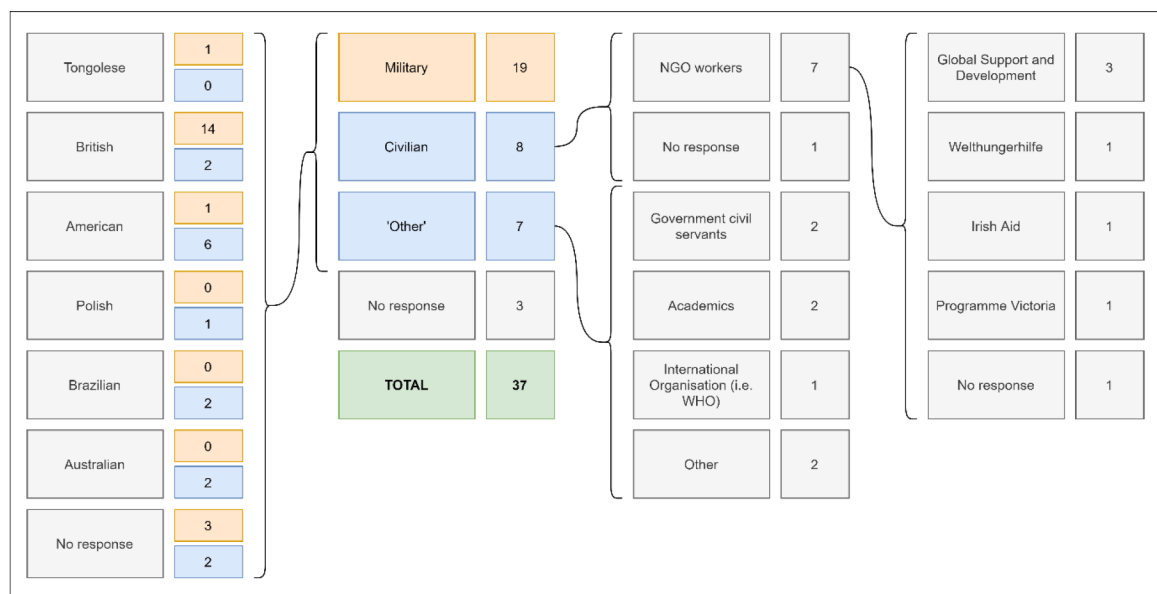 Tongolese
1
0
British
14
2
American
1
6
Polish
0
1
Brazilian
0
2
Australian
0
2
No response
3
2
Military
19
Civilian
8
'Other'
7
No response
3
TOTAL
37
NGO workers
7
No response
1
Government civil
servants
2
Academics
2
International
Organisation (i.e.
WHO)
1
Other
2
Global Support and
Development
3
Welthungerhilfe
1
Irish Aid
1
Programme Victoria
1
No response
1